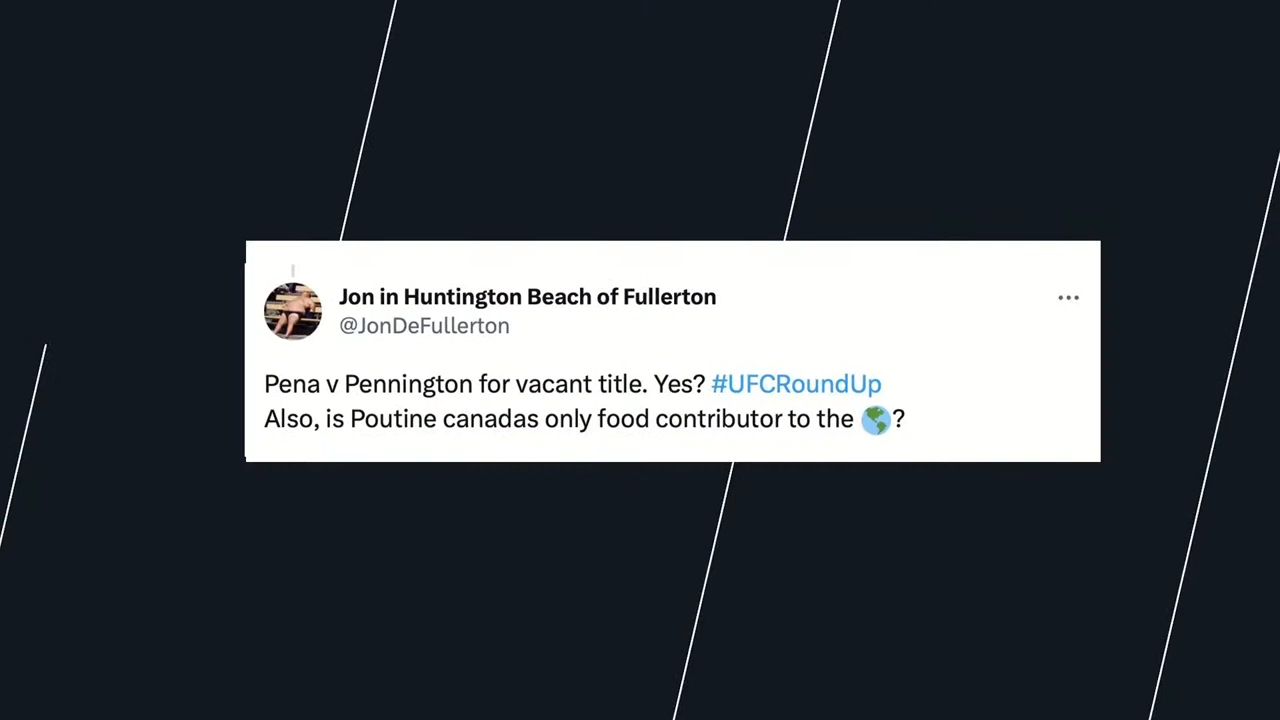 Jon in Huntington Beach of Fullerton
@JonDeFullerton
Pena v Pennington for vacant title. Yes? #UFCRoundUp
Also, is Poutine canadas only food contributor to the 🌎?